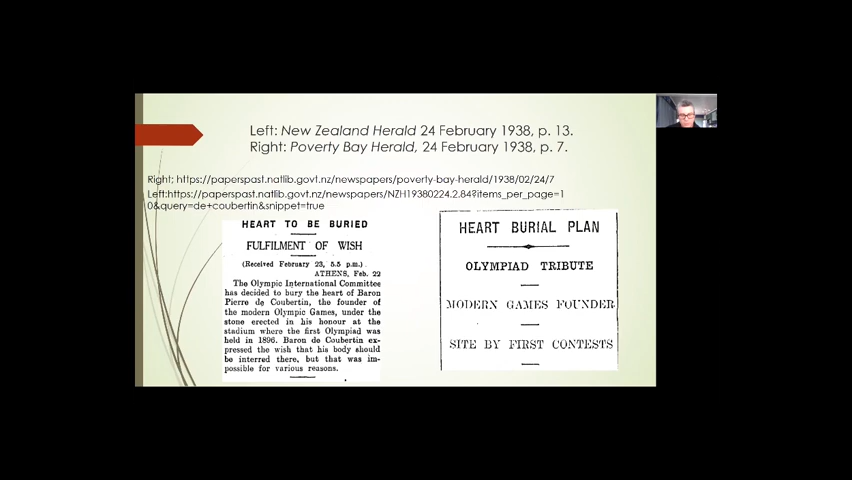 Left: New Zealand Herald 24 February 1938, p. 13.
Right: Poverty Bay Herald, 24 February 1938, p. 7.
Right; https://paperspast.natlib.govt.nz/newspapers/poverty-bay-herald/1938/02/24/7
Left:https://paperspast.natlib.govt.nz/newspapers/NZH19380224.2.84?items_per_page=1
0&query=de+coubertin&snippet=true
HEART TO BE BURIED
FULFILMENT OF WISH
(Received February 23, 5.5 p.m.)
ATHENS, Feb. 22
The Olympic International Committee
has decided to bury the heart of Baron
Pierre de Coubertin, the founder of
the modern Olympic Games, under the
stone erected in his honour at the
stadium where the first Olympiad was
held in 1896. Baron de Coubertin ex-
pressed the wish that his body should
be interred there, but that was im-
possible for various reasons.
HEART BURIAL PLAN
OLYMPIAD TRIBUTE
MODERN GAMES FOUNDER
SITE BY FIRST CONTESTS